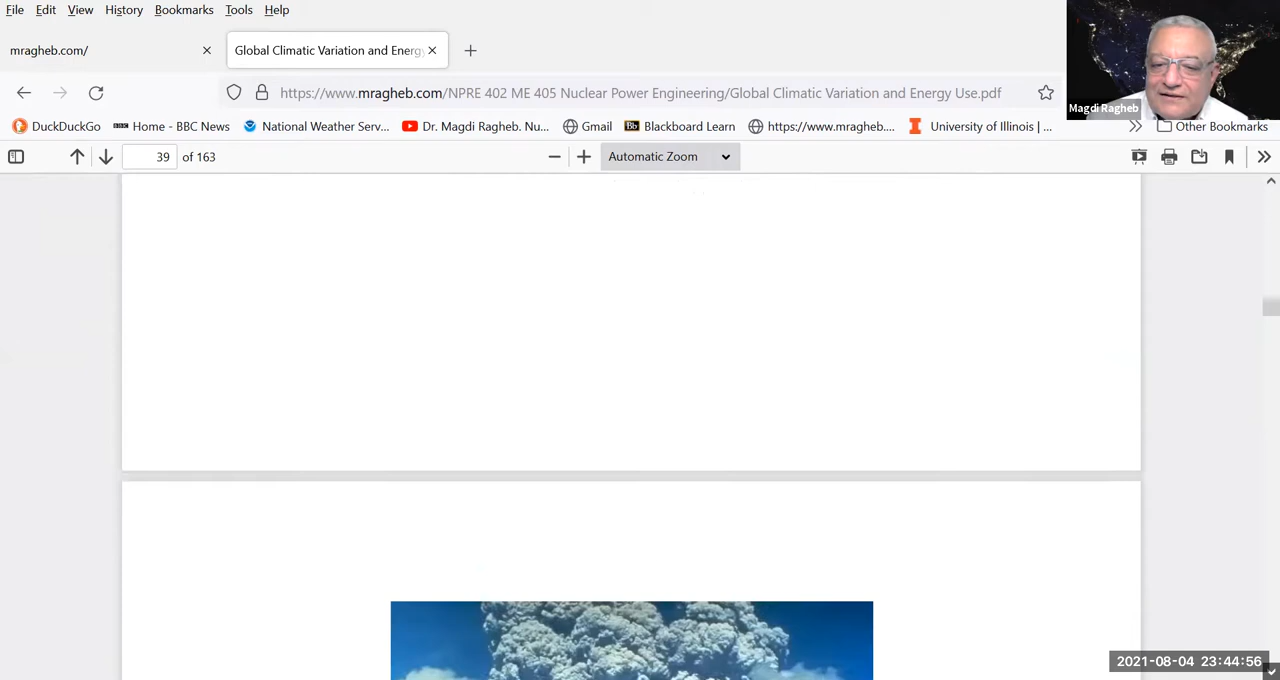 File Edit View History Bookmarks Tools Help
mragheb.com/
Global Climatic Variation and Energ
https://www.mragheb.com/NPRE 402 ME 405 Nuclear Power Engineering/Global Climatic Variation and Energy Use.pdf
Magdi Ragheb
DuckDuckGo
BBC Home - BBC News
National Weather Serv...
Dr. Magdi Ragheb. Nu...
Gmail
Bb Blackboard Learn
https://www.mragheb....
University of Illinois | ...
Other Bookmarks
39 of 163
Automatic Zoom
2021-08-04 23:44:56